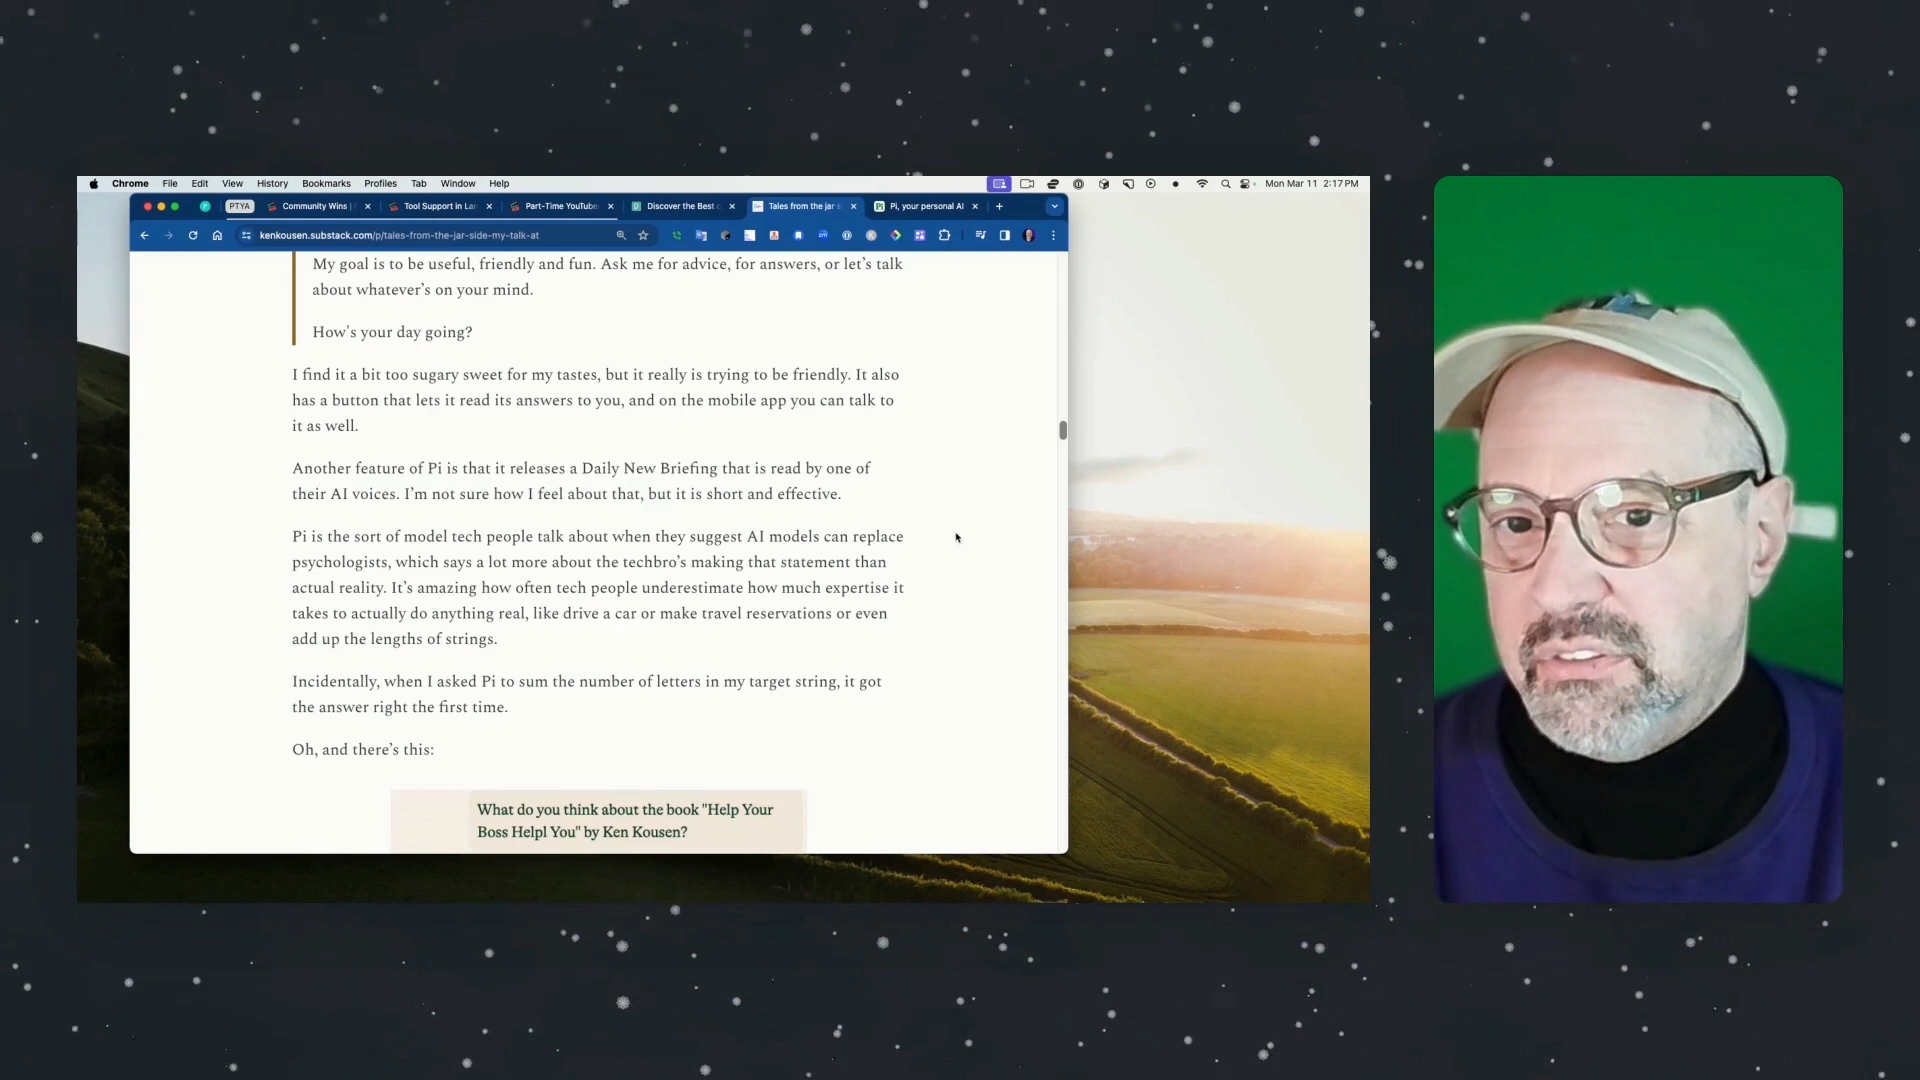 Chrome File Edit View History Bookmarks Profiles Tab Window Help Mon Mar 11 2:17 PM
PTYA Community Wins | Tool Support in Lan Part-Time YouTube Discover the Best c Tales from the jar s Pi, your personal AI
kenkousen.substack.com/p/tales-from-the-jar-side-my-talk-at
My goal is to be useful, friendly and fun. Ask me for advice, for answers, or let’s talk
about whatever’s on your mind.
How's your day going?
I find it a bit too sugary sweet for my tastes, but it really is trying to be friendly. It also
has a button that lets it read its answers to you, and on the mobile app you can talk to
it as well.
Another feature of Pi is that it releases a Daily New Briefing that is read by one of
their AI voices. I’m not sure how I feel about that, but it is short and effective.
Pi is the sort of model tech people talk about when they suggest AI models can replace
psychologists, which says a lot more about the techbro’s making that statement than
actual reality. It’s amazing how often tech people underestimate how much expertise it
takes to actually do anything real, like drive a car or make travel reservations or even
add up the lengths of strings.
Incidentally, when I asked Pi to sum the number of letters in my target string, it got
the answer right the first time.
Oh, and there’s this:
What do you think about the book "Help Your
Boss Helpl You" by Ken Kousen?